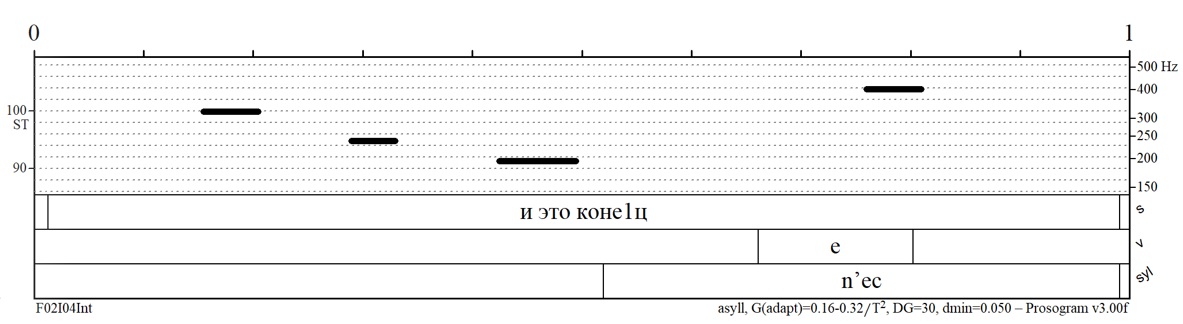 0 1
500 Hz
400
100
300
ST
250
200
90
150
и это коне1ц s
е v
n’ec syl
F02I04Int asyll, G(adapt)=0.16-0.32/T², DG=30, dmin=0.050 – Prosogram v3.00f